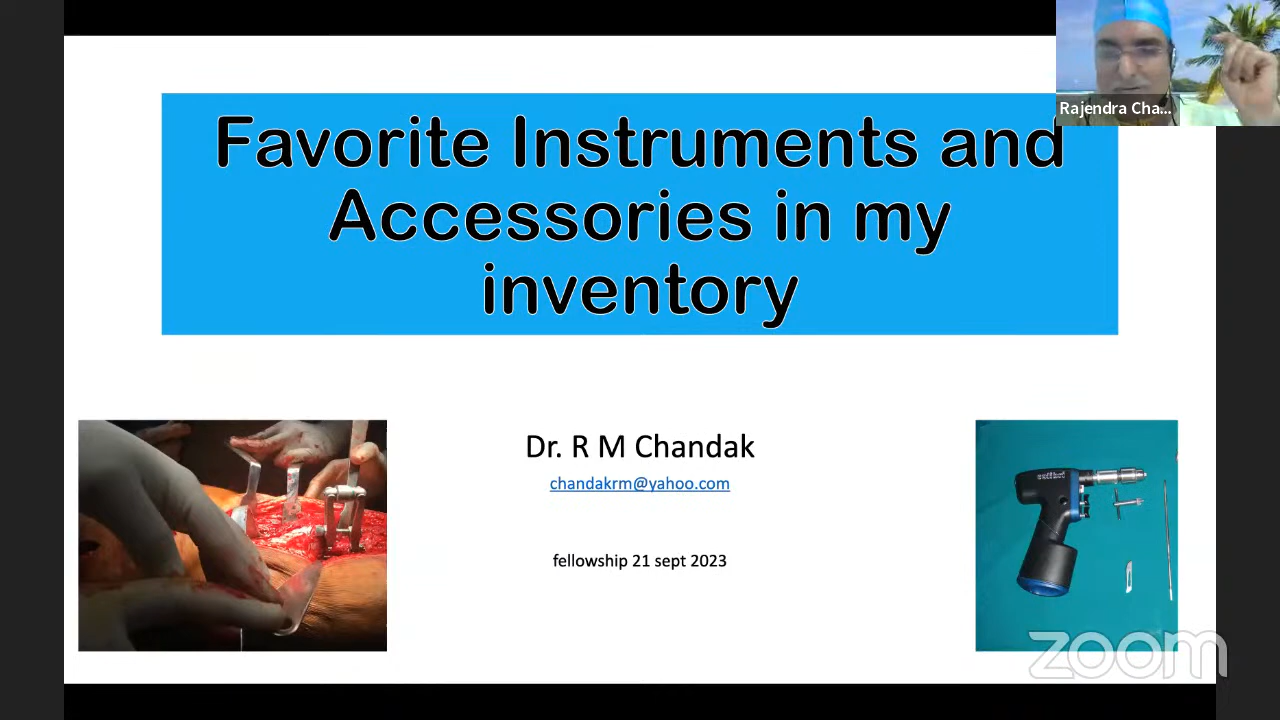 Rajendra Cha...
Favorite Instruments and
Accessories in my
inventory
Dr. R M Chandak
chandakrm@yahoo.com
fellowship 21 sept 2023
zoom